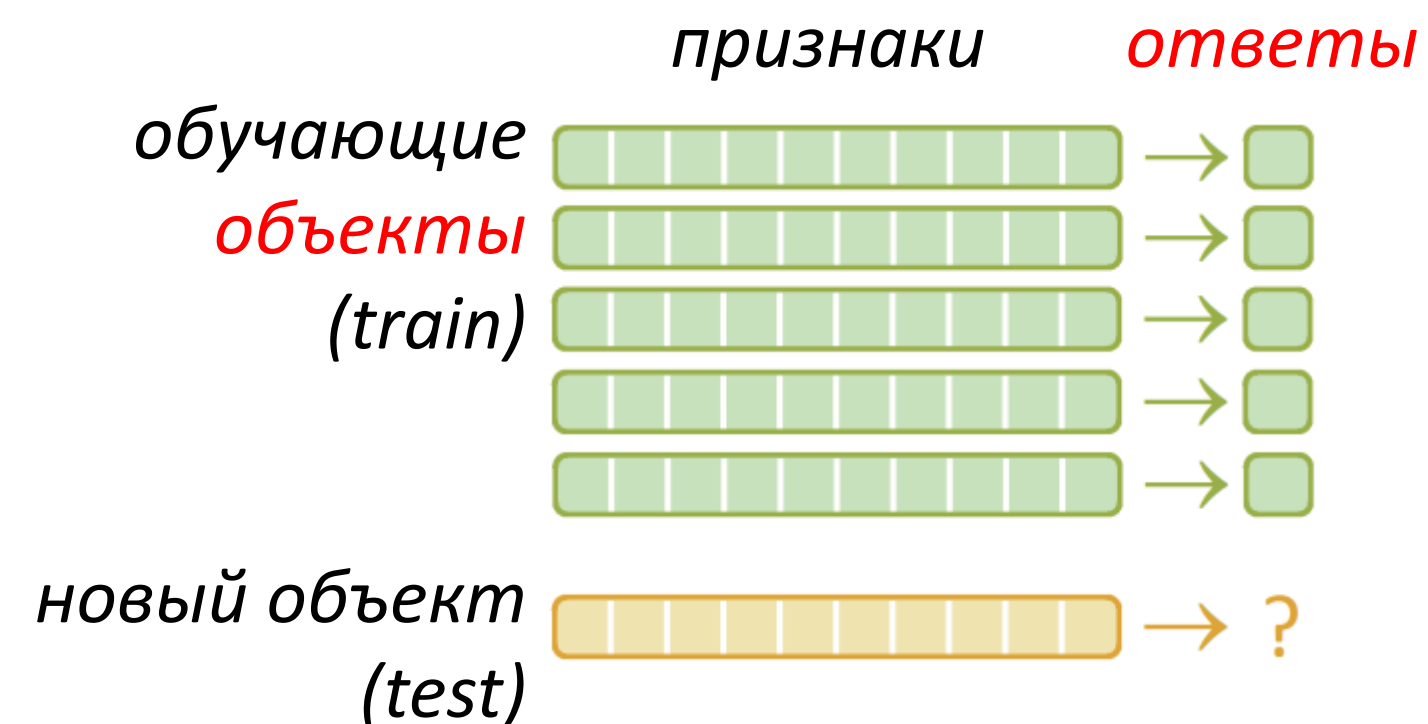 признаки ответы
обучающие
объекты
(train)
новый объект
?
(test)